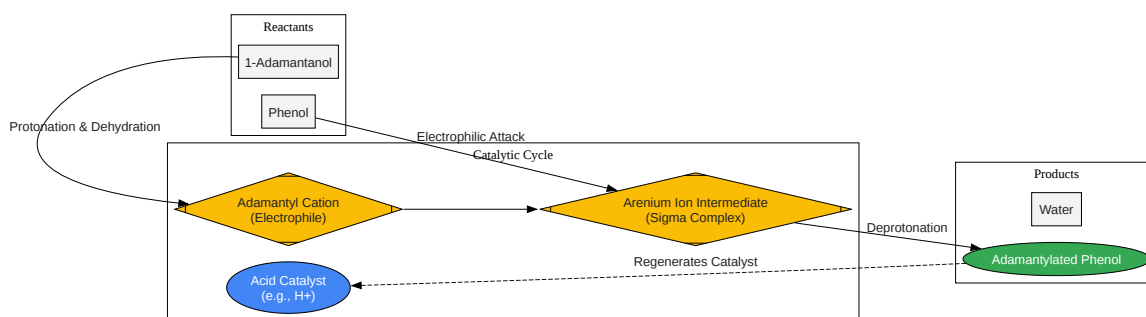 Reactants
1-Adamantanol
Phenol
Protonation & Dehydration
Electrophilic Attack
Catalytic Cycle
Adamantyl Cation
(Electrophile)
Arenium Ion Intermediate
(Sigma Complex)
Products
Water
Deprotonation
Adamantylated Phenol
Regenerates Catalyst
Acid Catalyst
(e.g., H+)